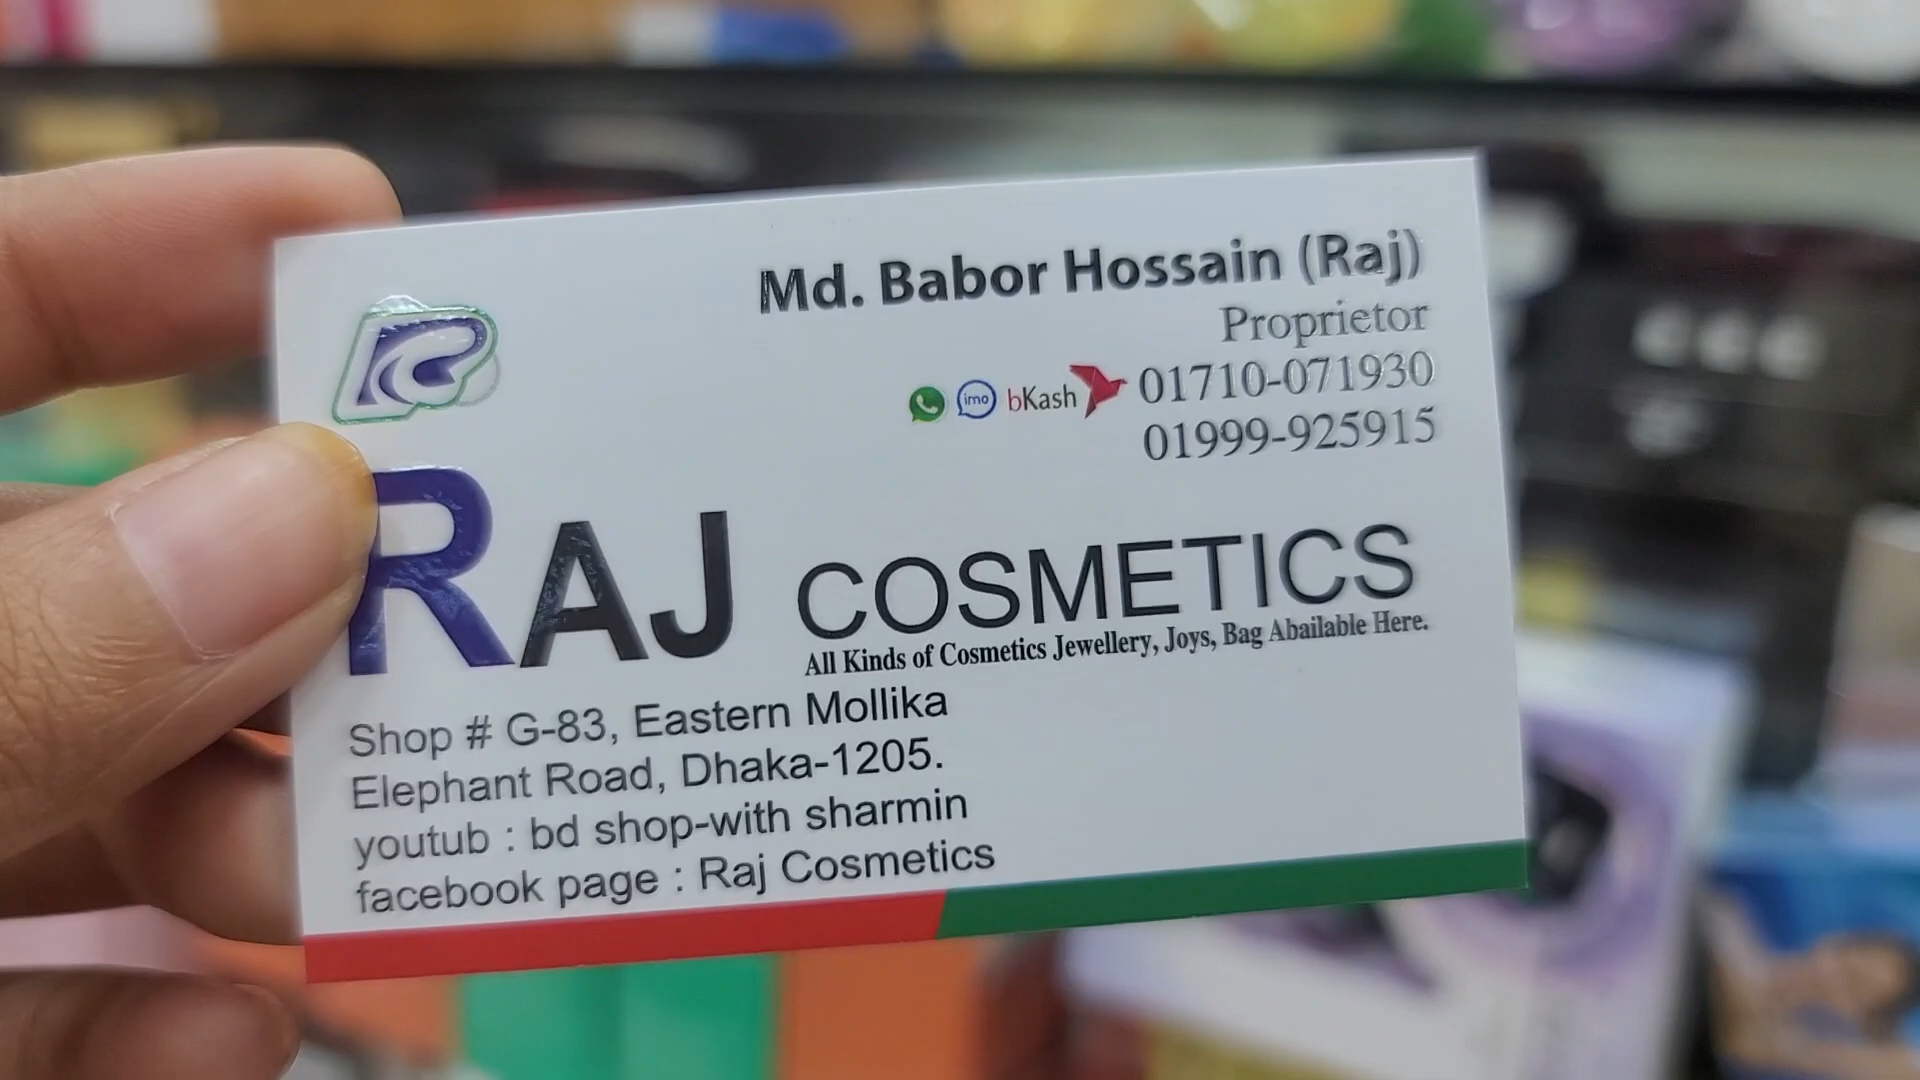 Md. Babor Hossain (Raj)
Proprietor
imo bKash 01710-071930
01999-925915
RAJ COSMETICS
All Kinds of Cosmetics Jewellery, Joys, Bag Abailable Here.
Shop # G-83, Eastern Mollika
Elephant Road, Dhaka-1205.
youtub : bd shop-with sharmin
facebook page : Raj Cosmetics